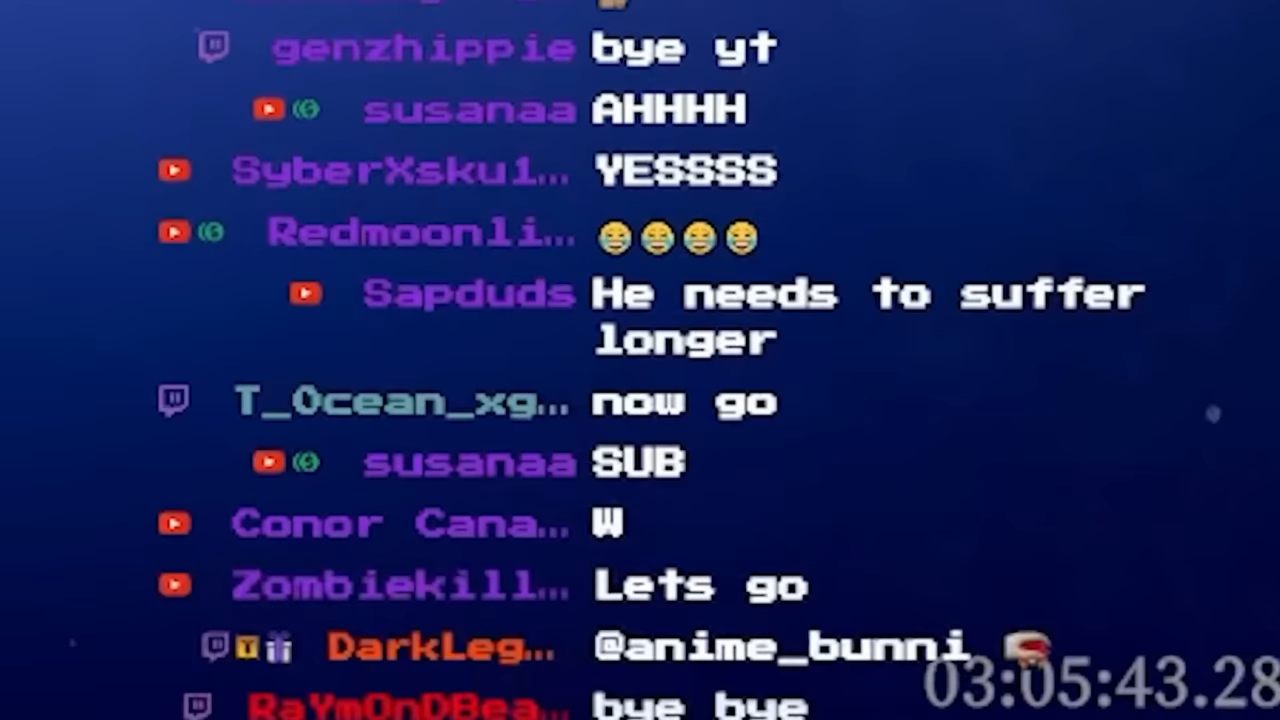 genzhippie bye yt
susanaa AHHHH
SyberXskul... YESSSS
Redmoonli... 😂😂😂😂
Sapduds He needs to suffer
longer
T_Ocean_xg... now go
susanaa SUB
Conor Cana... W
Zombiekill... Lets go
DarkLeg... @anime_bunni
RaYmOnDBea... bye bye
03:05:43.28